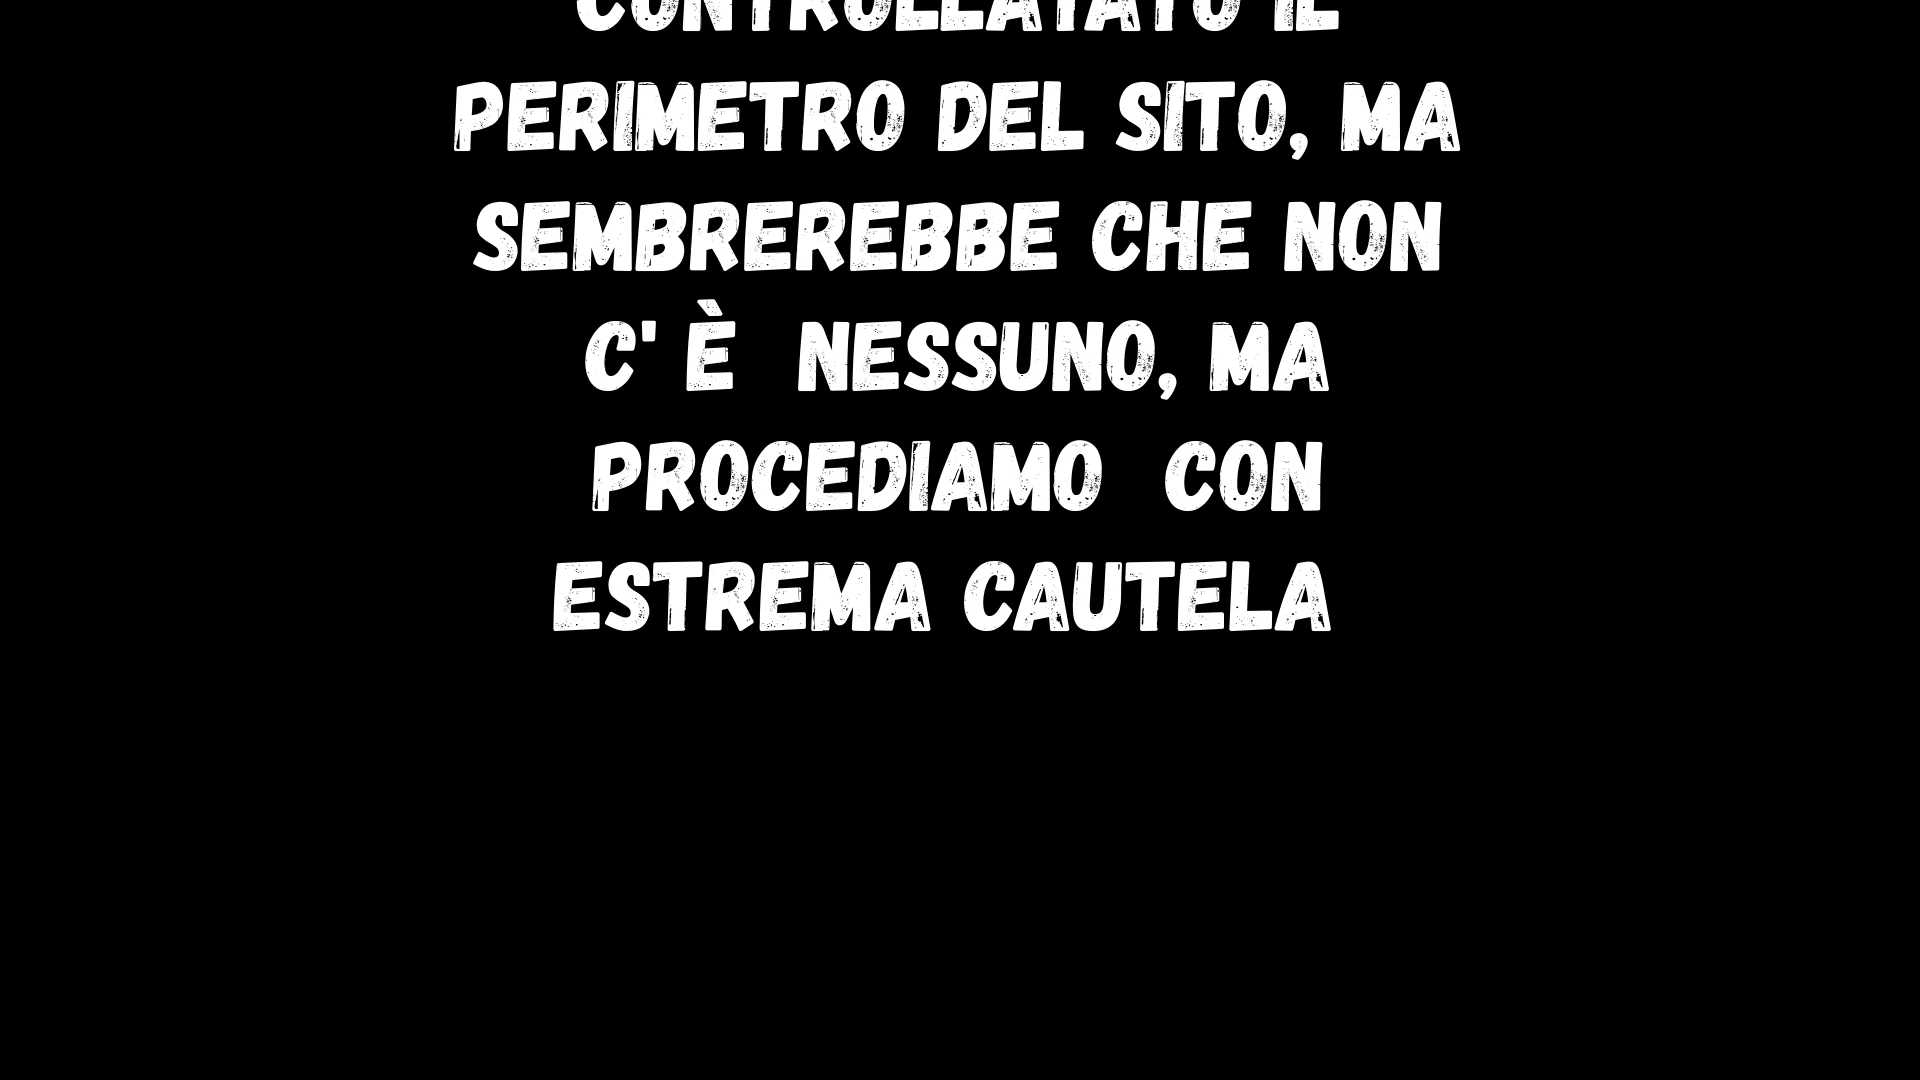 CONTROLLATATO IL
PERIMETRO DEL SITO, MA
SEMBREREBBE CHE NON
C' È NESSUNO, MA
PROCEDIAMO CON
ESTREMA CAUTELA